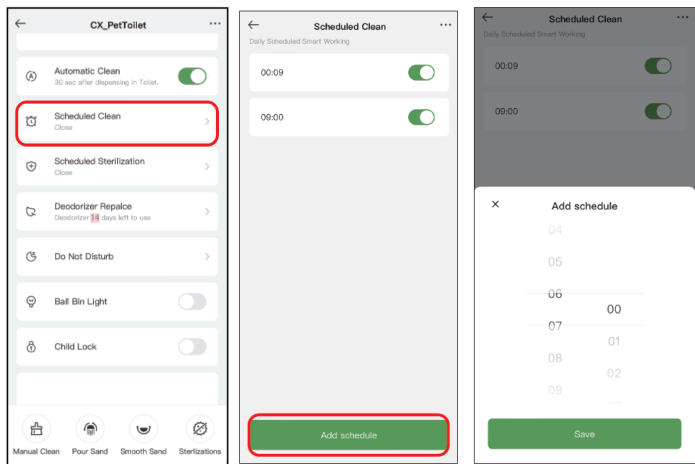 CX_PetToilet
Automatic Clean
30 sec after dispensing in Toilet.
Scheduled Clean
Close
Scheduled Sterilization
Close
Deodorizer Repalce
Deodorizer 14 days left to use
Do Not Disturb
Ball Bin Light
Child Lock
Manual Clean
Pour Sand
Smooth Sand
Sterlizations
Scheduled Clean
Daily Scheduled Smart Working
00:09
09:00
Add schedule
Scheduled Clean
Daily Scheduled Smart Working
00:09
09:00
Add schedule
04
05
06
00
07
01
08
02
09
Save